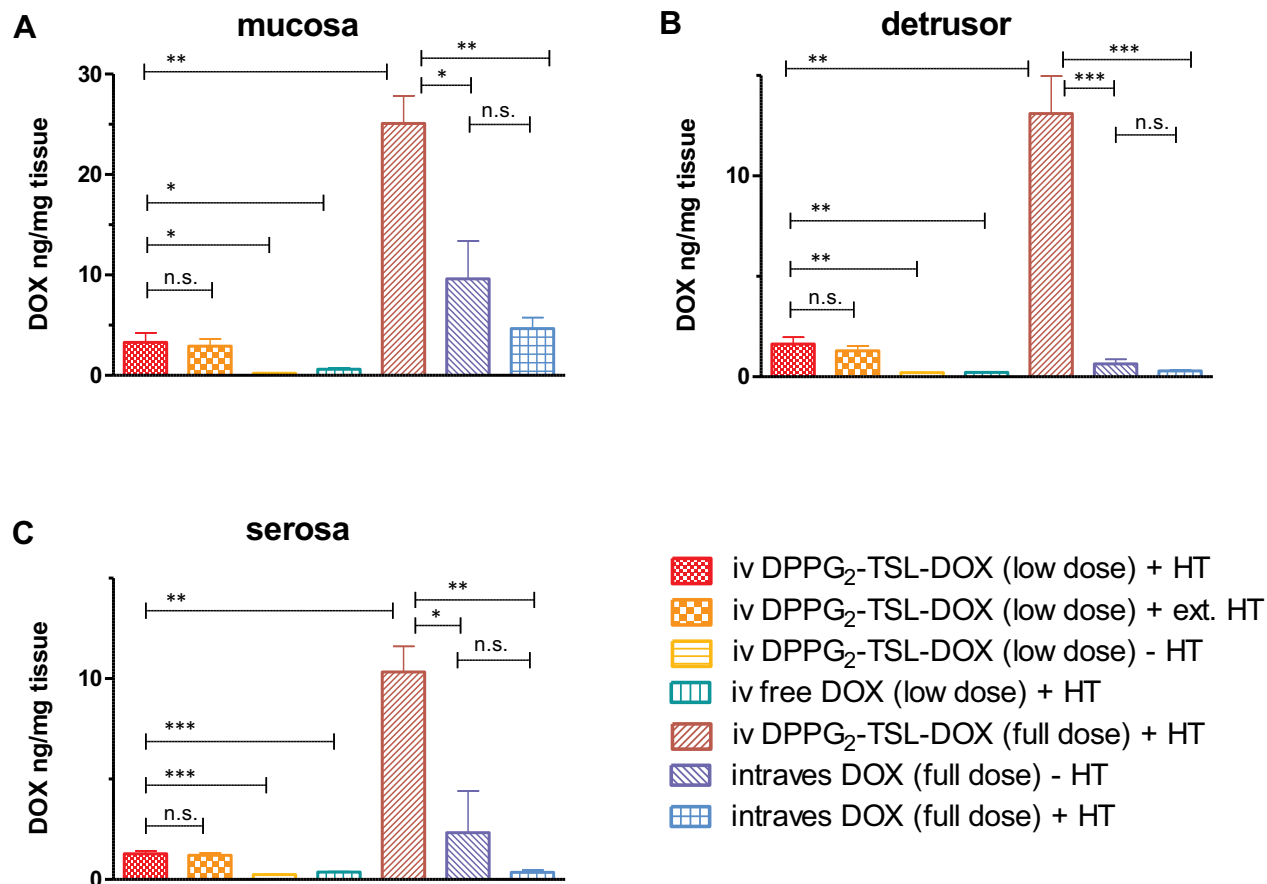 A
mucosa
DOX ng/mg tissue
30
20
10
0
**
**
*
n.s.
*
*
n.s.
B
detrusor
DOX ng/mg tissue
10
0
**
***
***
n.s.
**
**
n.s.
C
serosa
DOX ng/mg tissue
10
0
**
**
*
n.s.
***
***
n.s.
iv DPPG₂-TSL-DOX (low dose) + HT
iv DPPG₂-TSL-DOX (low dose) + ext. HT
iv DPPG₂-TSL-DOX (low dose) - HT
iv free DOX (low dose) + HT
iv DPPG₂-TSL-DOX (full dose) + HT
intraves DOX (full dose) - HT
intraves DOX (full dose) + HT